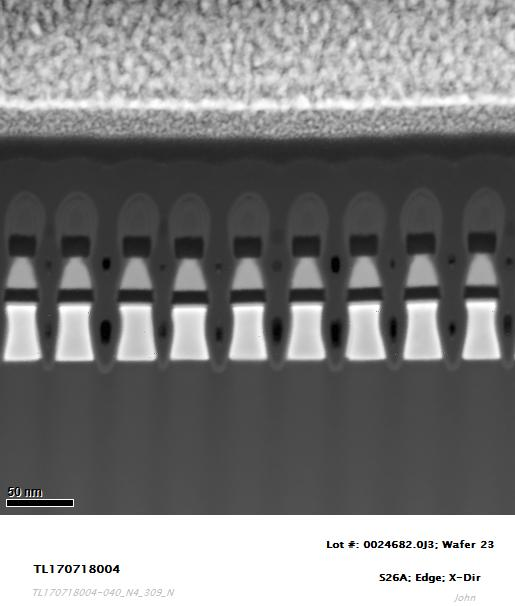 50 nm
Lot #: 0024682.0J3; Wafer 23
TL170718004
S26A; Edge; X-Dir
TL170718004-040_N4_309_N
John